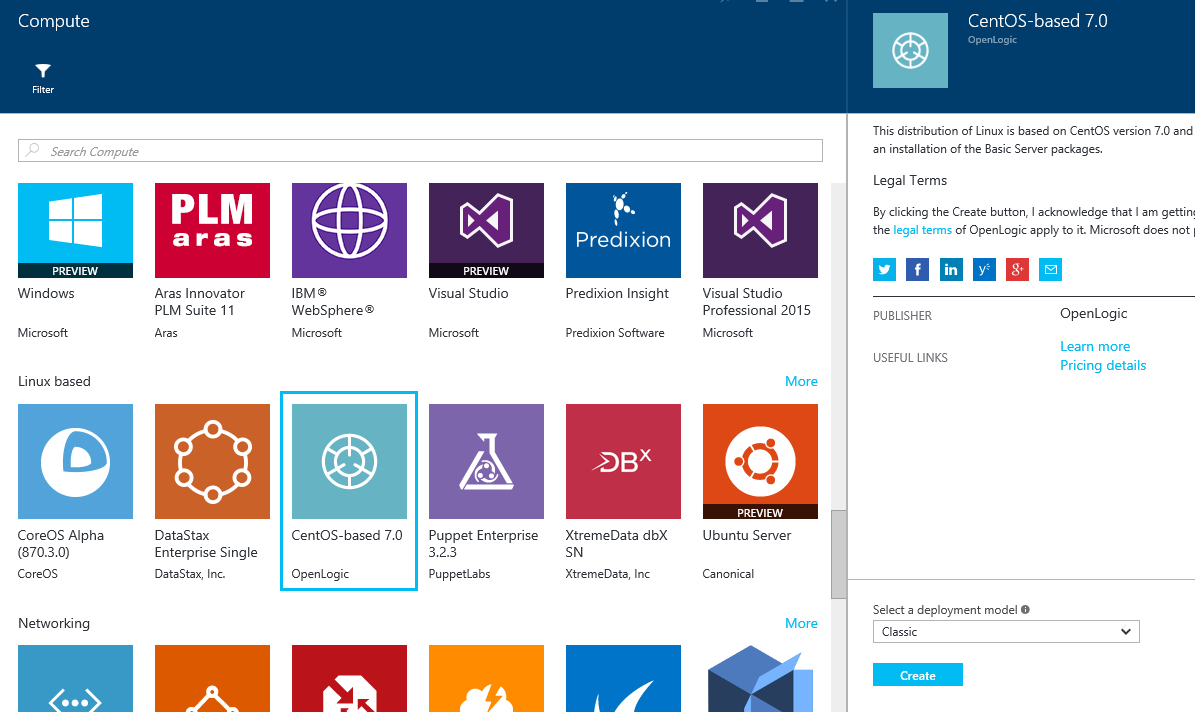 Compute
Filter
Search Compute
PREVIEW
PLM
aras
Predixion
PREVIEW
Windows
Microsoft
Aras Innovator
PLM Suite 11
Aras
IBM®
WebSphere®
Microsoft
Visual Studio
Microsoft
Predixion Insight
Predixion Software
Visual Studio
Professional 2015
Microsoft
Linux based
More
DBX
PREVIEW
CoreOS Alpha
(870.3.0)
CoreOS
DataStax
Enterprise Single
DataStax, Inc.
CentOS-based 7.0
OpenLogic
Puppet Enterprise
3.2.3
PuppetLabs
XtremeData dbX
SN
XtremeData, Inc
Ubuntu Server
Canonical
Networking
More
CentOS-based 7.0
OpenLogic
This distribution of Linux is based on CentOS version 7.0 and
an installation of the Basic Server packages.
Legal Terms
By clicking the Create button, I acknowledge that I am getting
the legal terms of OpenLogic apply to it. Microsoft does not
PUBLISHER
OpenLogic
USEFUL LINKS
Learn more
Pricing details
Select a deployment model
Classic
Create